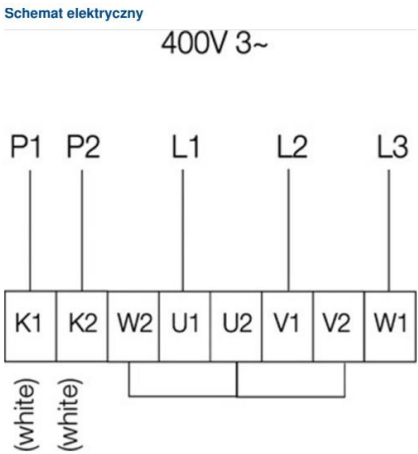 Schemat elektryczny
400V 3~
P1 P2 L1 L2 L3
K1 K2 W2 U1 U2 V1 V2 W1
(white) (white)